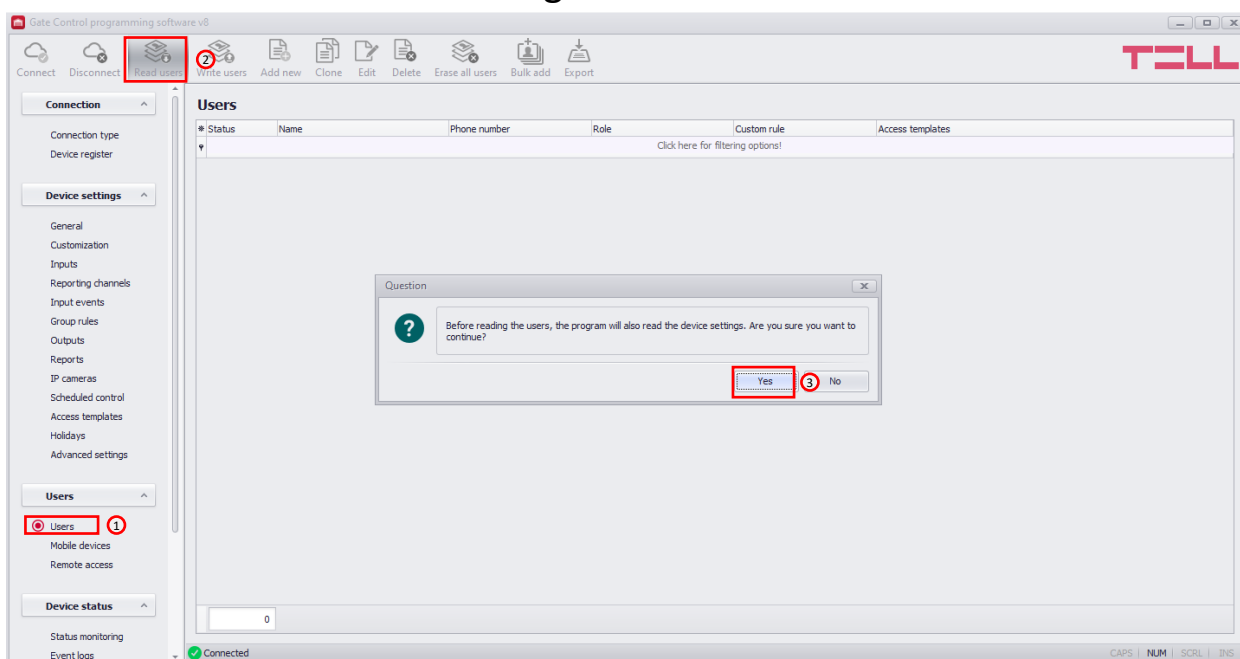 Gate Control programming software v8
Connect Disconnect Read users Write users Add new Clone Edit Delete Erase all users Bulk add Export
2
TELL
Connection
Connection type
Device register
Device settings
General
Customization
Inputs
Reporting channels
Input events
Group rules
Outputs
Reports
IP cameras
Scheduled control
Access templates
Holidays
Advanced settings
Users
Users
1
Mobile devices
Remote access
Device status
Status monitoring
Event logs
Users
Status Name Phone number Role Custom rule Access templates
Click here for filtering options!
Question
Before reading the users, the program will also read the device settings. Are you sure you want to
continue?
Yes 3 No
0
Connected
CAPS | NUM | SCRL | INS